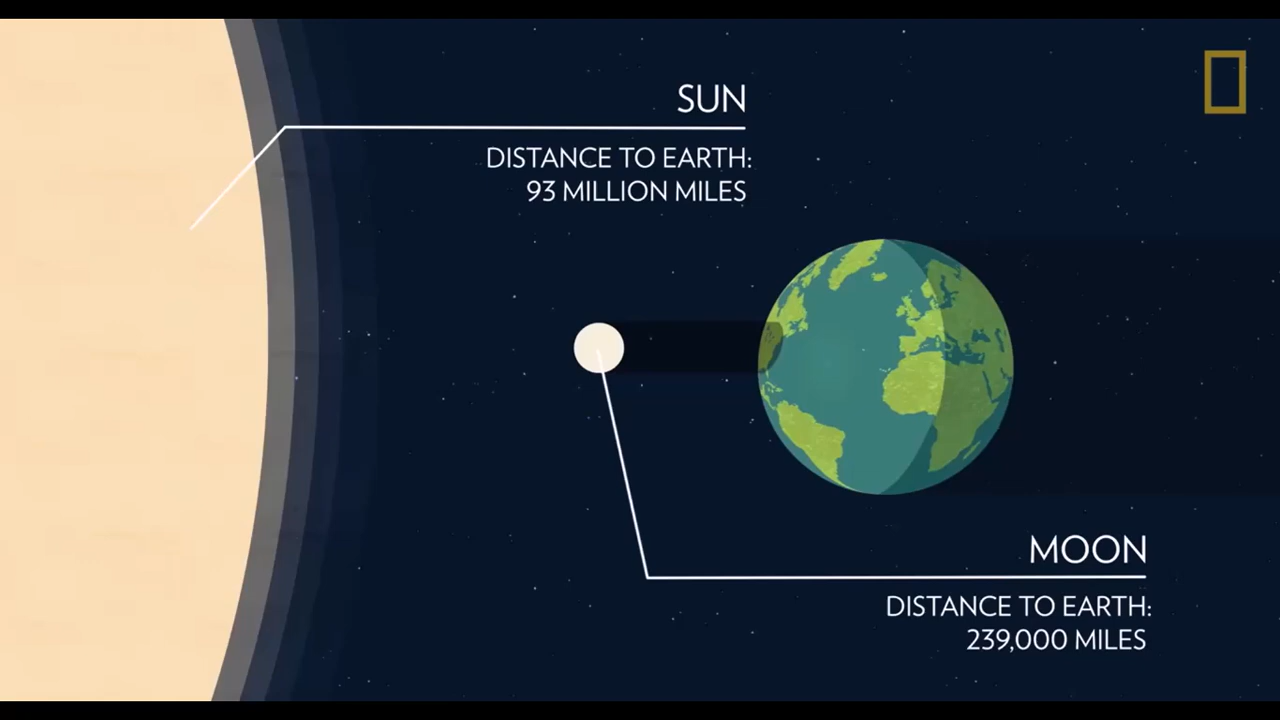 SUN
DISTANCE TO EARTH:
93 MILLION MILES
MOON
DISTANCE TO EARTH:
239,000 MILES